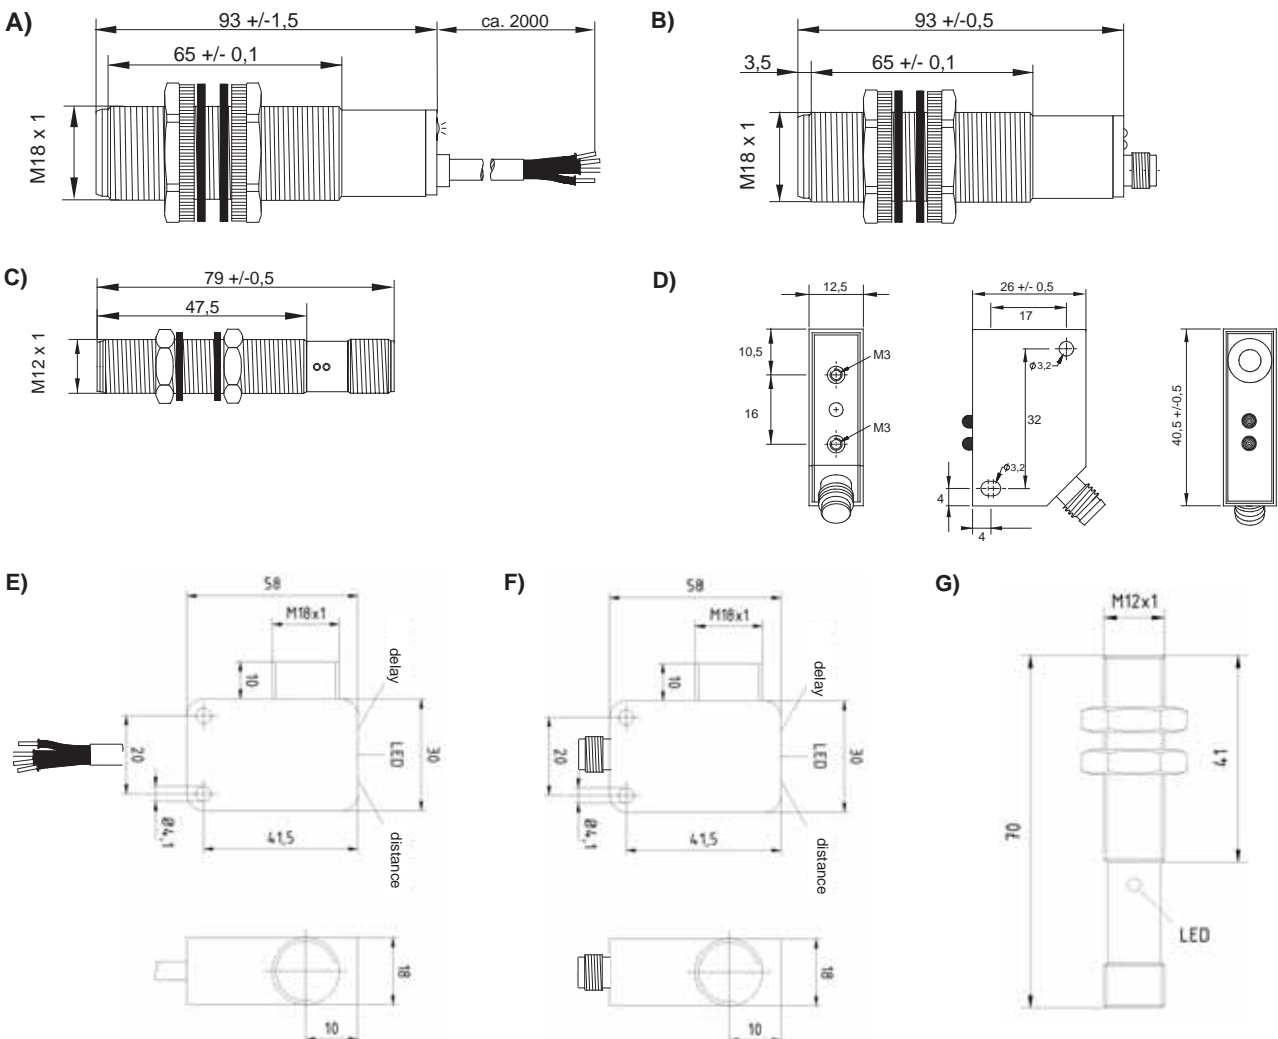 A)
93 +/-1,5
ca. 2000
65 +/- 0,1
M18 x 1
B)
93 +/-0,5
3,5
65 +/- 0,1
M18 x 1
C)
79 +/-0,5
47,5
M12 x 1
D)
12,5
10,5
M3
16
M3
26 +/- 0,5
17
ϕ3,2
32
ϕ3,2
4
4
40,5 +/-0,5
E)
58
M18x1
10
delay
20
LED
30
Ø4,1
41,5
distance
18
10
F)
58
M18x1
10
delay
20
LED
30
Ø4,1
41,5
distance
18
10
G)
M12x1
41
70
LED